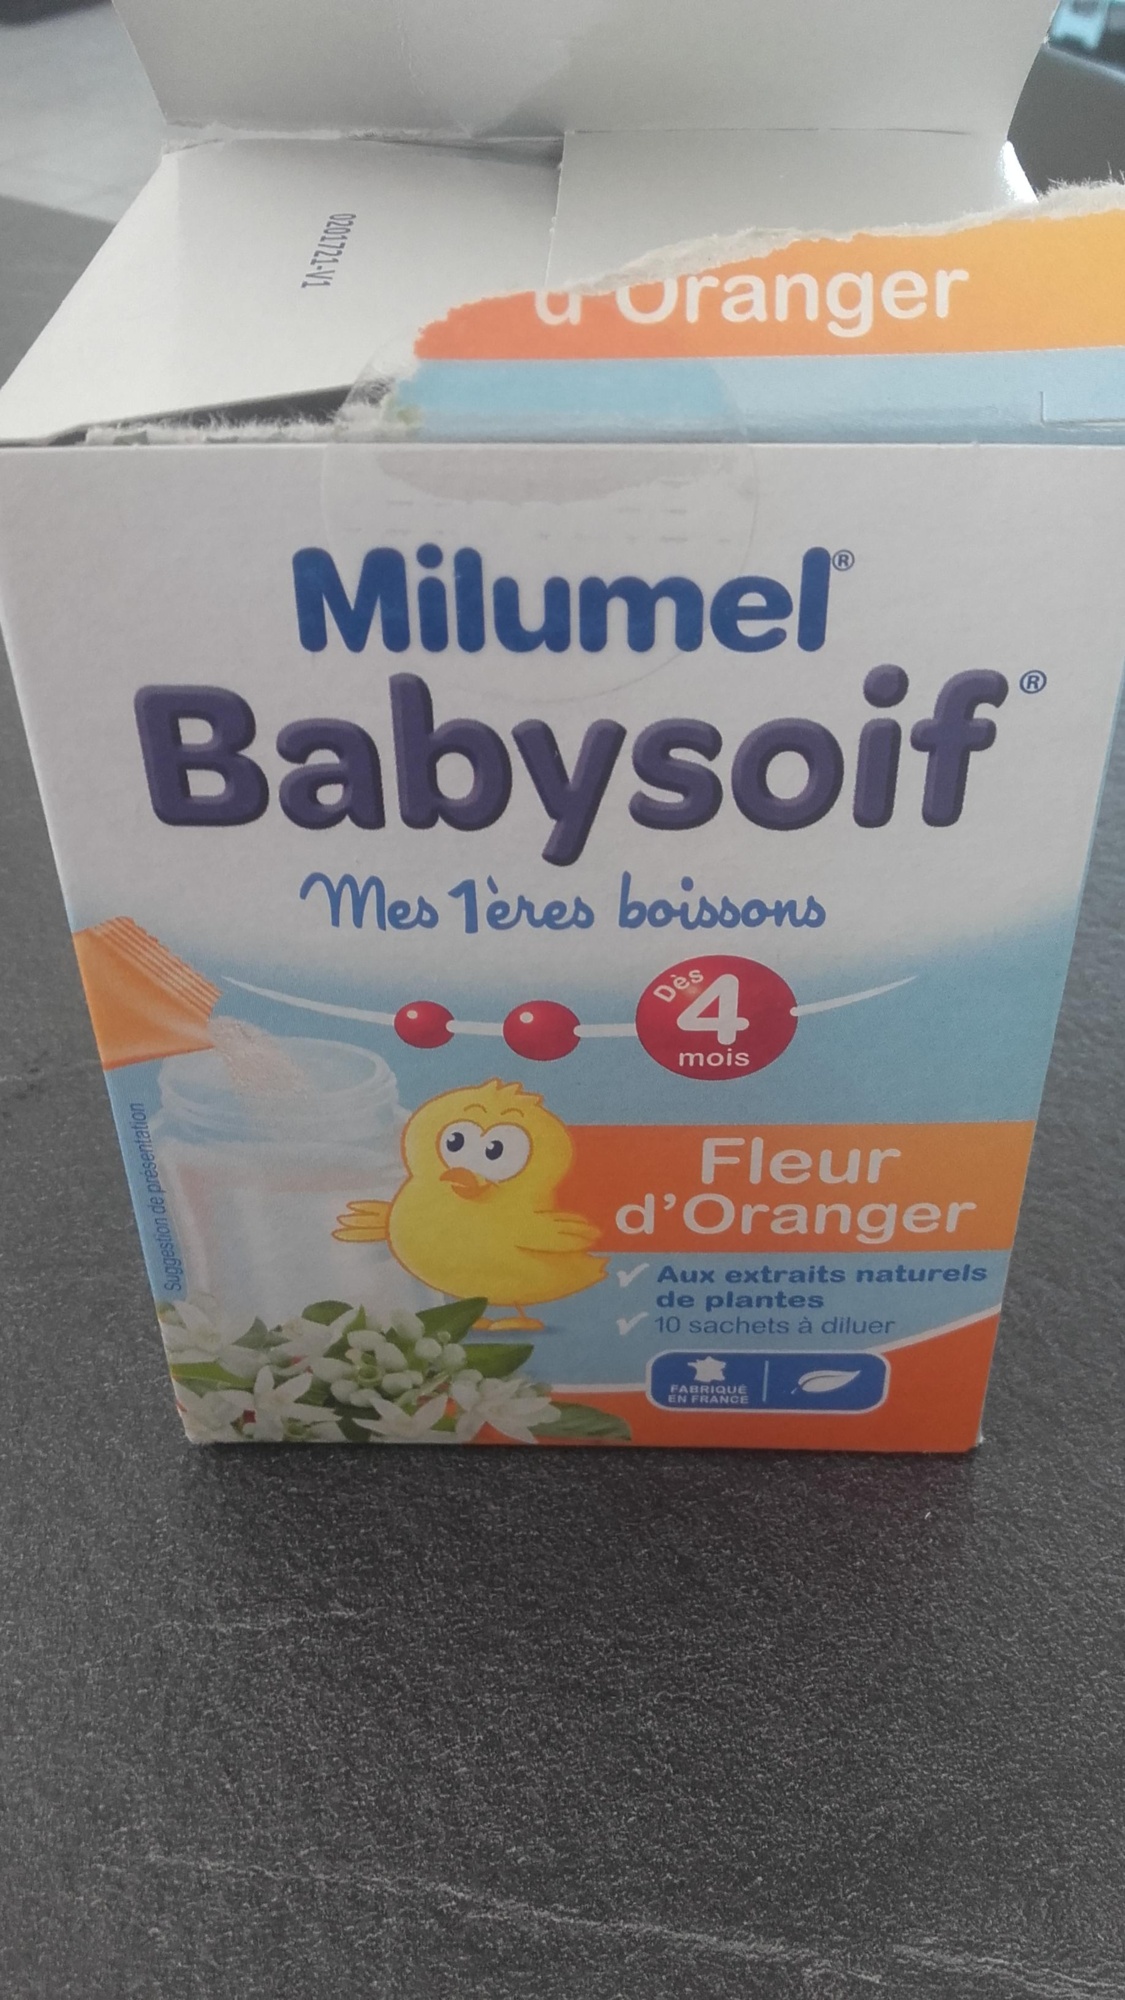 0201721-V1
d'Oranger
Milumel®
Babysoif®
Mes 1ères boissons
Dès
4
mois
Fleur
d'Oranger
Aux extraits naturels
de plantes
10 sachets à diluer
FABRIQUÉ
EN FRANCE
Suggestion de présentation